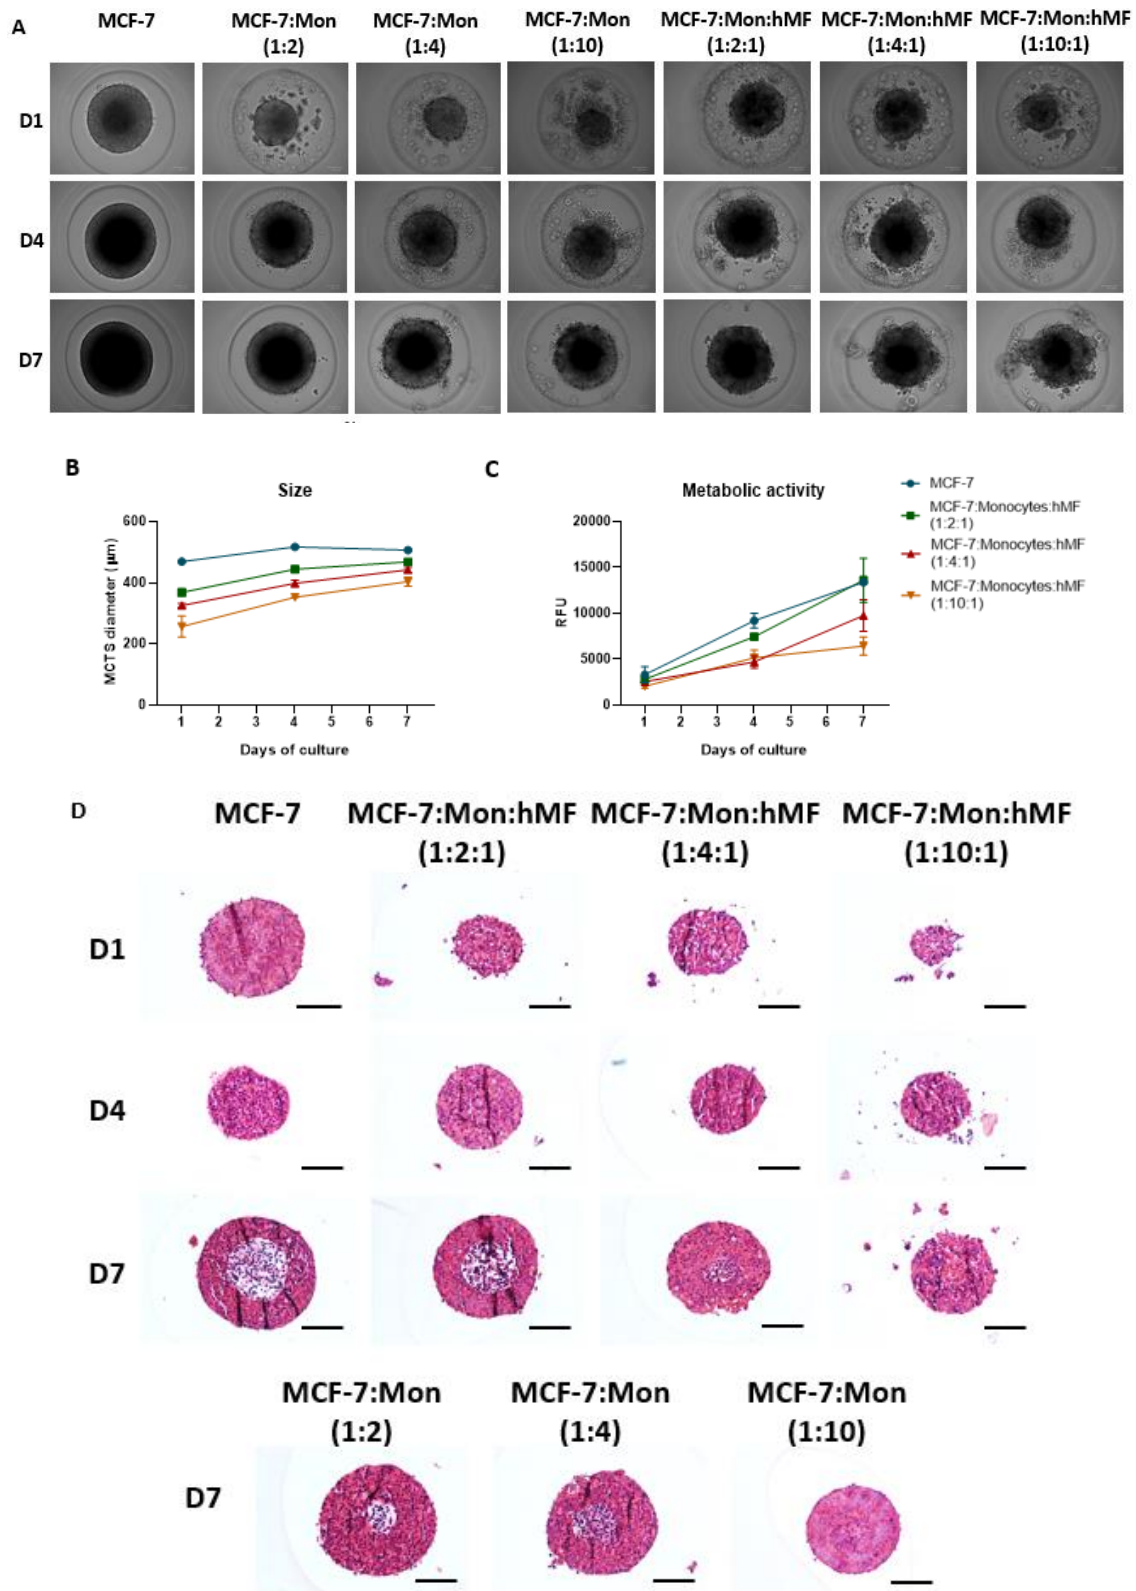 A
MCF-7
MCF-7:Mon
(1:2)
MCF-7:Mon
(1:4)
MCF-7:Mon
(1:10)
MCF-7:Mon:hMF
(1:2:1)
MCF-7:Mon:hMF
(1:4:1)
MCF-7:Mon:hMF
(1:10:1)
D1
D4
D7
B
Size
MCTS diameter (μm)
600
400
200
0
1 2 3 4 5 6 7
Days of culture
C
Metabolic activity
RFU
20000
15000
10000
5000
0
1 2 3 4 5 6 7
Days of culture
MCF-7
MCF-7:Monocytes:hMF
(1:2:1)
MCF-7:Monocytes:hMF
(1:4:1)
MCF-7:Monocytes:hMF
(1:10:1)
D
MCF-7
MCF-7:Mon:hMF
(1:2:1)
MCF-7:Mon:hMF
(1:4:1)
MCF-7:Mon:hMF
(1:10:1)
D1
D4
D7
MCF-7:Mon
(1:2)
MCF-7:Mon
(1:4)
MCF-7:Mon
(1:10)
D7